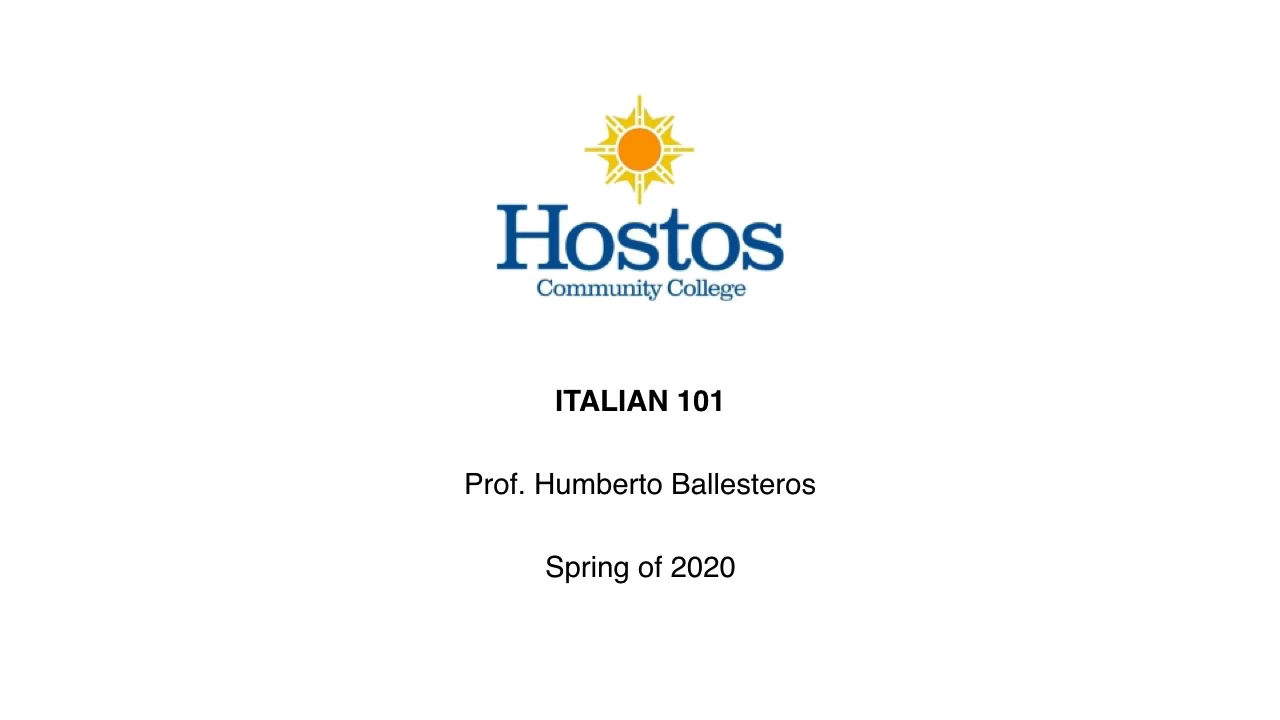 Hostos
Community College
ITALIAN 101
Prof. Humberto Ballesteros
Spring of 2020